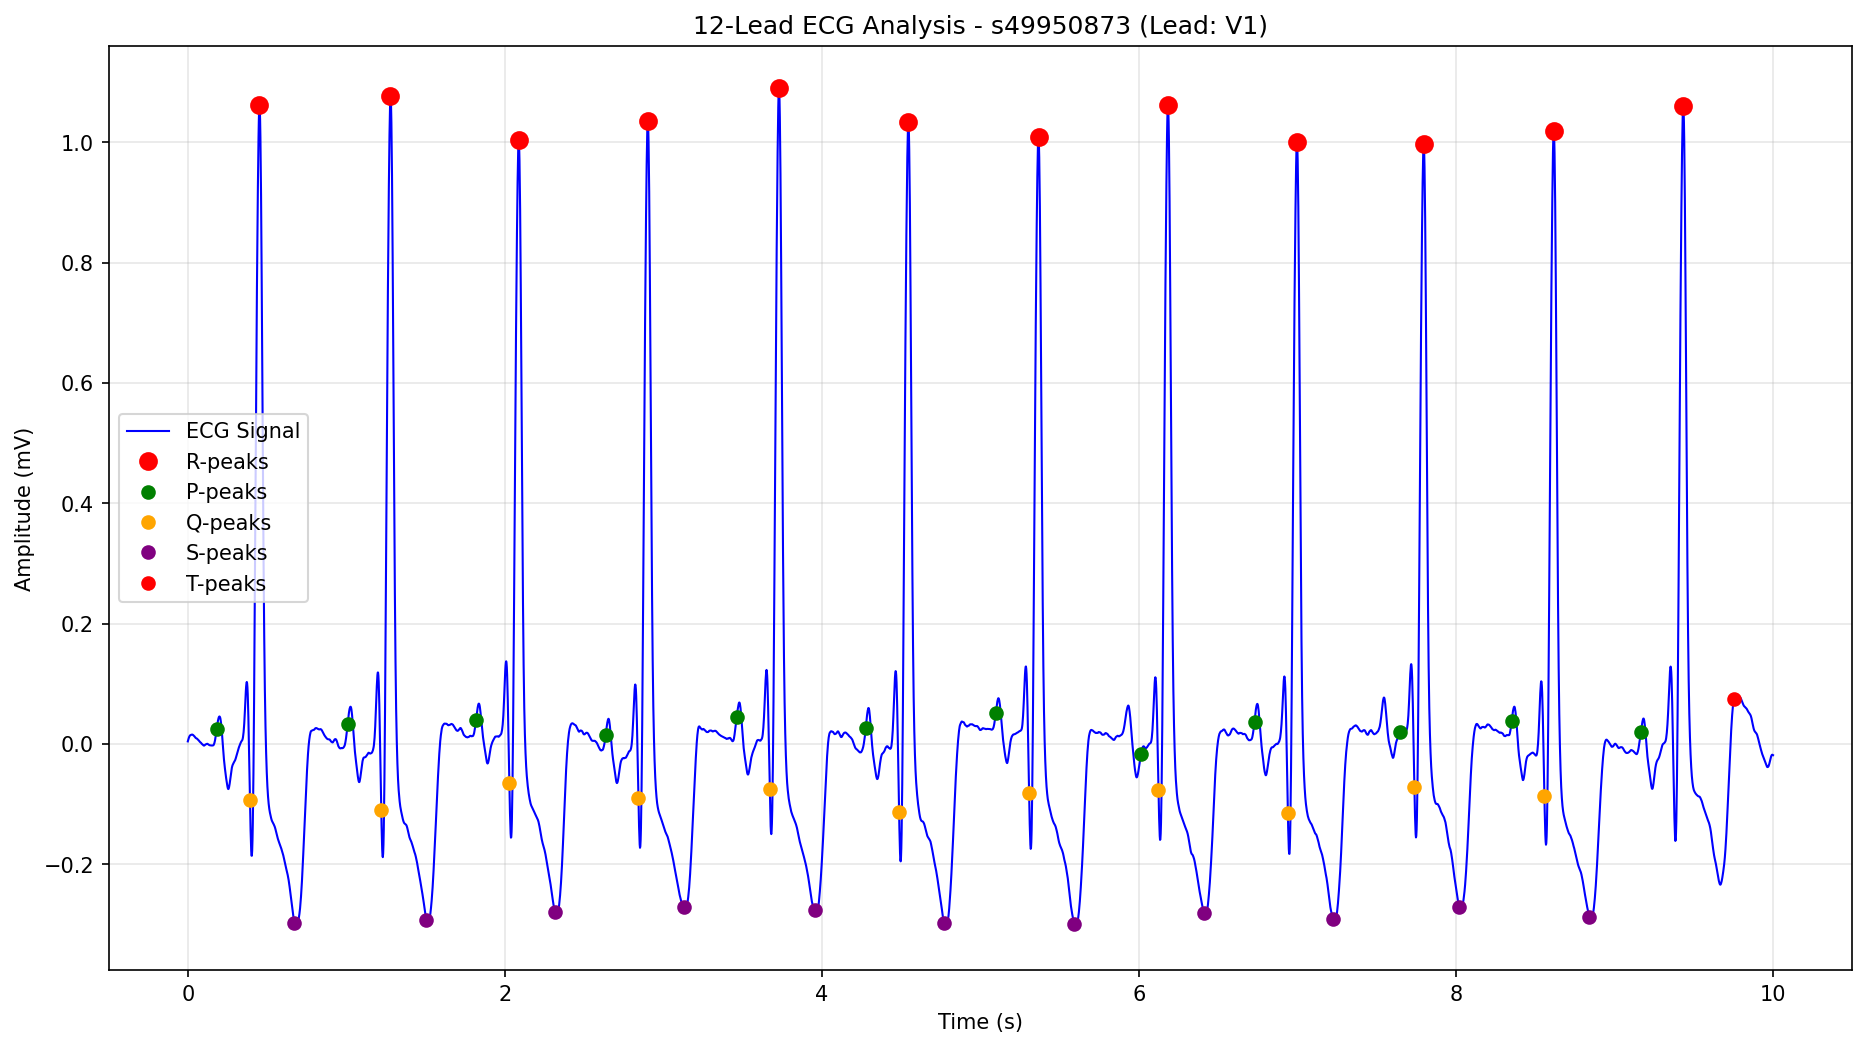 12-Lead ECG Analysis - s49950873 (Lead: V1)
Amplitude (mV)
1.0
0.8
0.6
0.4
0.2
0.0
−0.2
ECG Signal
R-peaks
P-peaks
Q-peaks
S-peaks
T-peaks
0 2 4 6 8 10
Time (s)